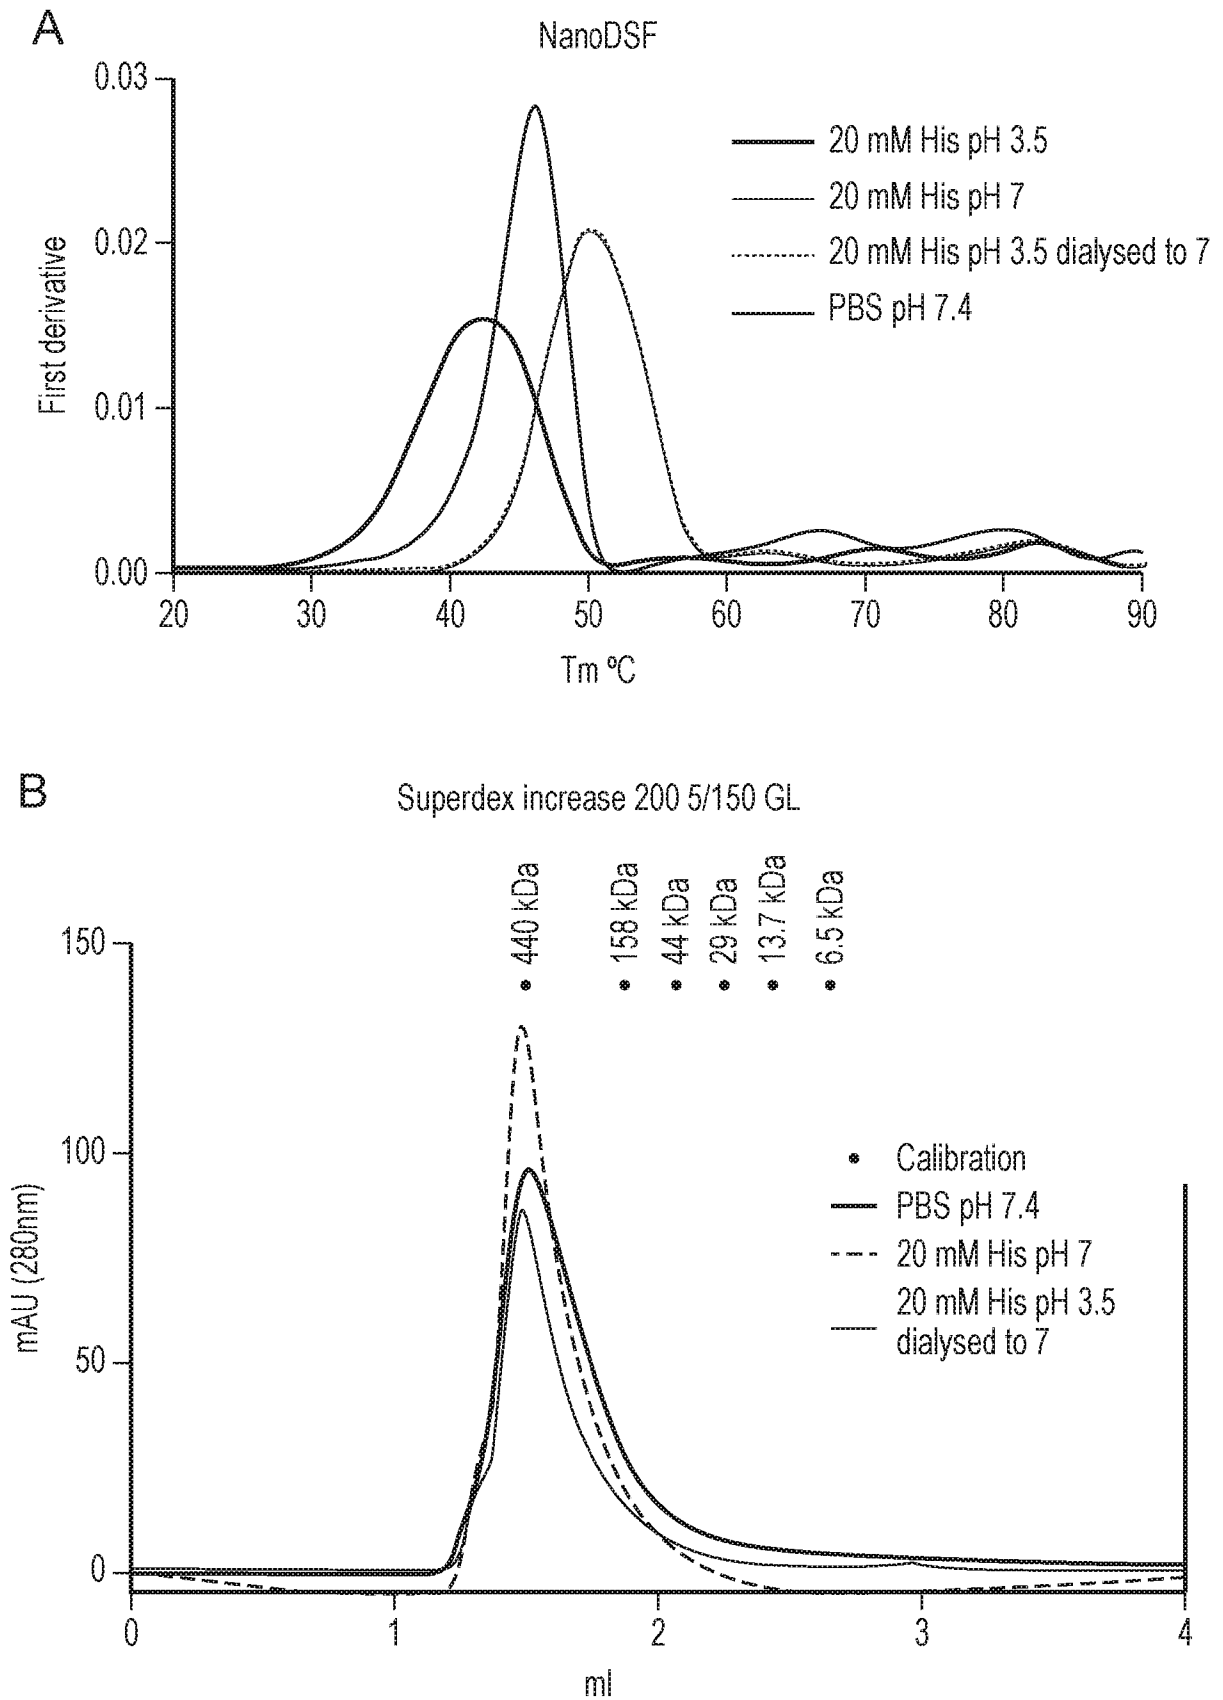 A
NanoDSF
0.03
0.02
0.01
0.00
First derivative
20 mM His pH 3.5
20 mM His pH 7
20 mM His pH 3.5 dialysed to 7
PBS pH 7.4
20 30 40 50 60 70 80 90
Tm ºC
B
Superdex increase 200 5/150 GL
440 kDa
158 kDa
44 kDa
29 kDa
13.7 kDa
6.5 kDa
150
100
50
0
mAU (280nm)
Calibration
PBS pH 7.4
20 mM His pH 7
20 mM His pH 3.5
dialysed to 7
0 1 2 3 4
ml